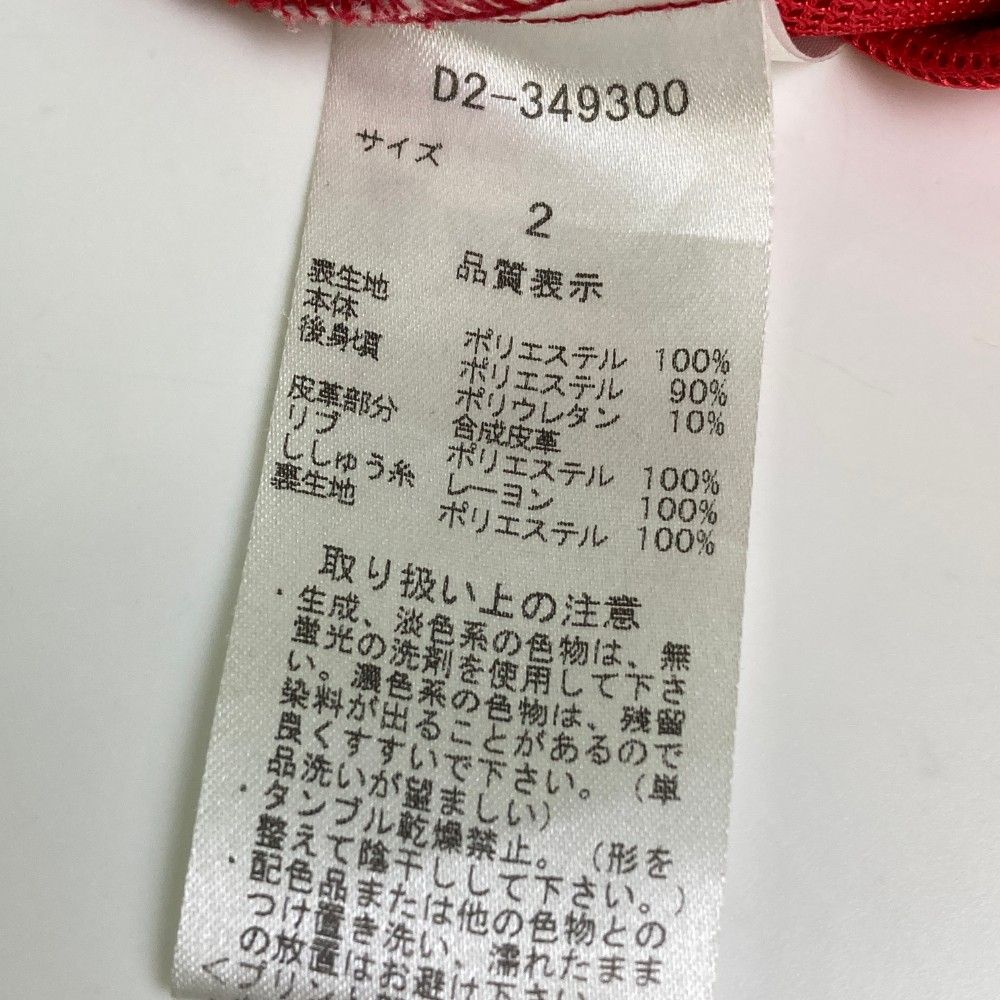 D2-349300
サイズ
2
品質表示
表生地
本体 ポリエステル 100%
後身頃 ポリエステル 90%
ポリウレタン 10%
皮革部分 合成皮革
リブ ポリエステル 100%
ししゅう糸 レーヨン 100%
裏生地 ポリエステル 100%
取り扱い上の注意
・生成、淡色系の色物は、無
蛍光の洗剤を使用して下さ
い。濃色系の色物は、残留
染料が出ることがあるので
良くすすいで下さい。（単
品洗いが望ましい）
・タンブル乾燥禁止。（形を
整えて陰干しして下さい。）
・配色品または他の色物との
つけ置き洗い、濡れたまま
の放置はお避け下さい